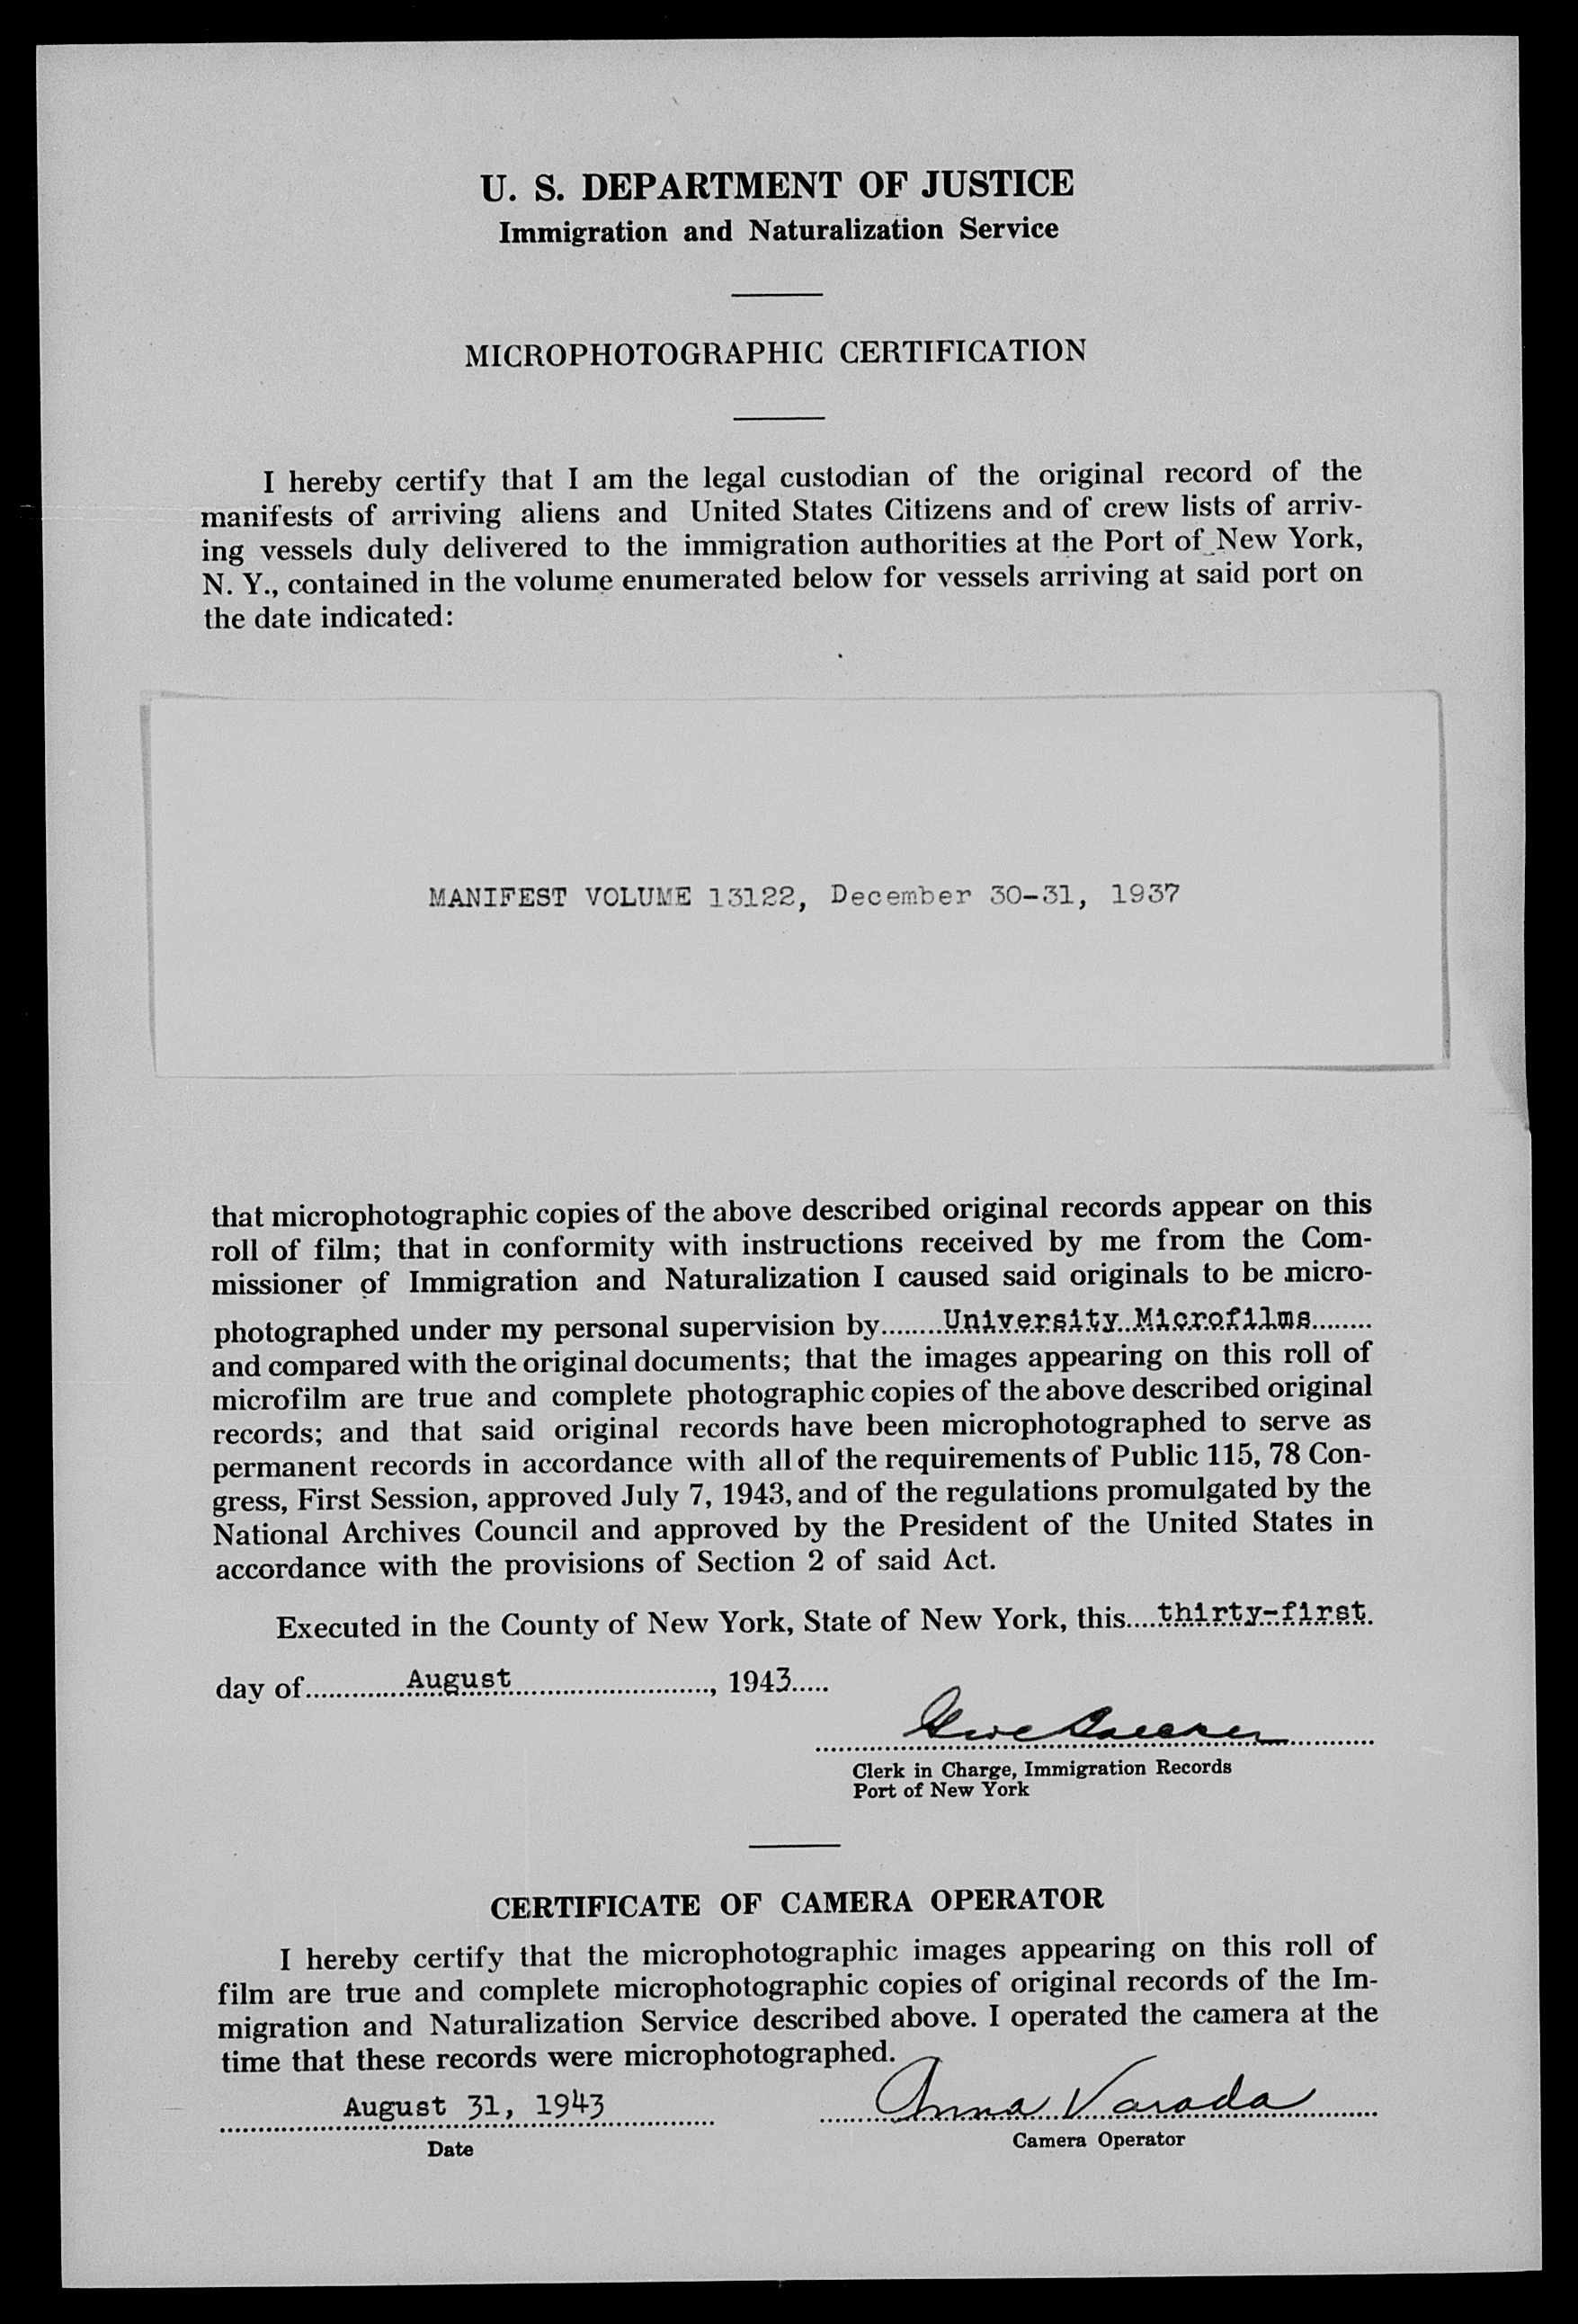 U. S. DEPARTMENT OF JUSTICE
Immigration and Naturalization Service
MICROPHOTOGRAPHIC CERTIFICATION
I hereby certify that I am the legal custodian of the original record of the
manifests of arriving aliens and United States Citizens and of crew lists of arriv-
ing vessels duly delivered to the immigration authorities at the Port of New York,
N. Y., contained in the volume enumerated below for vessels arriving at said port on
the date indicated:
MANIFEST VOLUME 13122, December 30-31, 1937
that microphotographic copies of the above described original records appear on this
roll of film; that in conformity with instructions received by me from the Com-
missioner of Immigration and Naturalization I caused said originals to be micro-
photographed under my personal supervision by........University Microfilms........
and compared with the original documents; that the images appearing on this roll of
microfilm are true and complete photographic copies of the above described original
records; and that said original records have been microphotographed to serve as
permanent records in accordance with all of the requirements of Public 115, 78 Con-
gress, First Session, approved July 7, 1943, and of the regulations promulgated by the
National Archives Council and approved by the President of the United States in
accordance with the provisions of Section 2 of said Act.
Executed in the County of New York, State of New York, this....thirty-first.
day of.............August..........................., 1943.....
Clerk in Charge, Immigration Records
Port of New York
CERTIFICATE OF CAMERA OPERATOR
I hereby certify that the microphotographic images appearing on this roll of
film are true and complete microphotographic copies of original records of the Im-
migration and Naturalization Service described above. I operated the camera at the
time that these records were microphotographed.
August 31, 1943 Anna Varada
Date Camera Operator